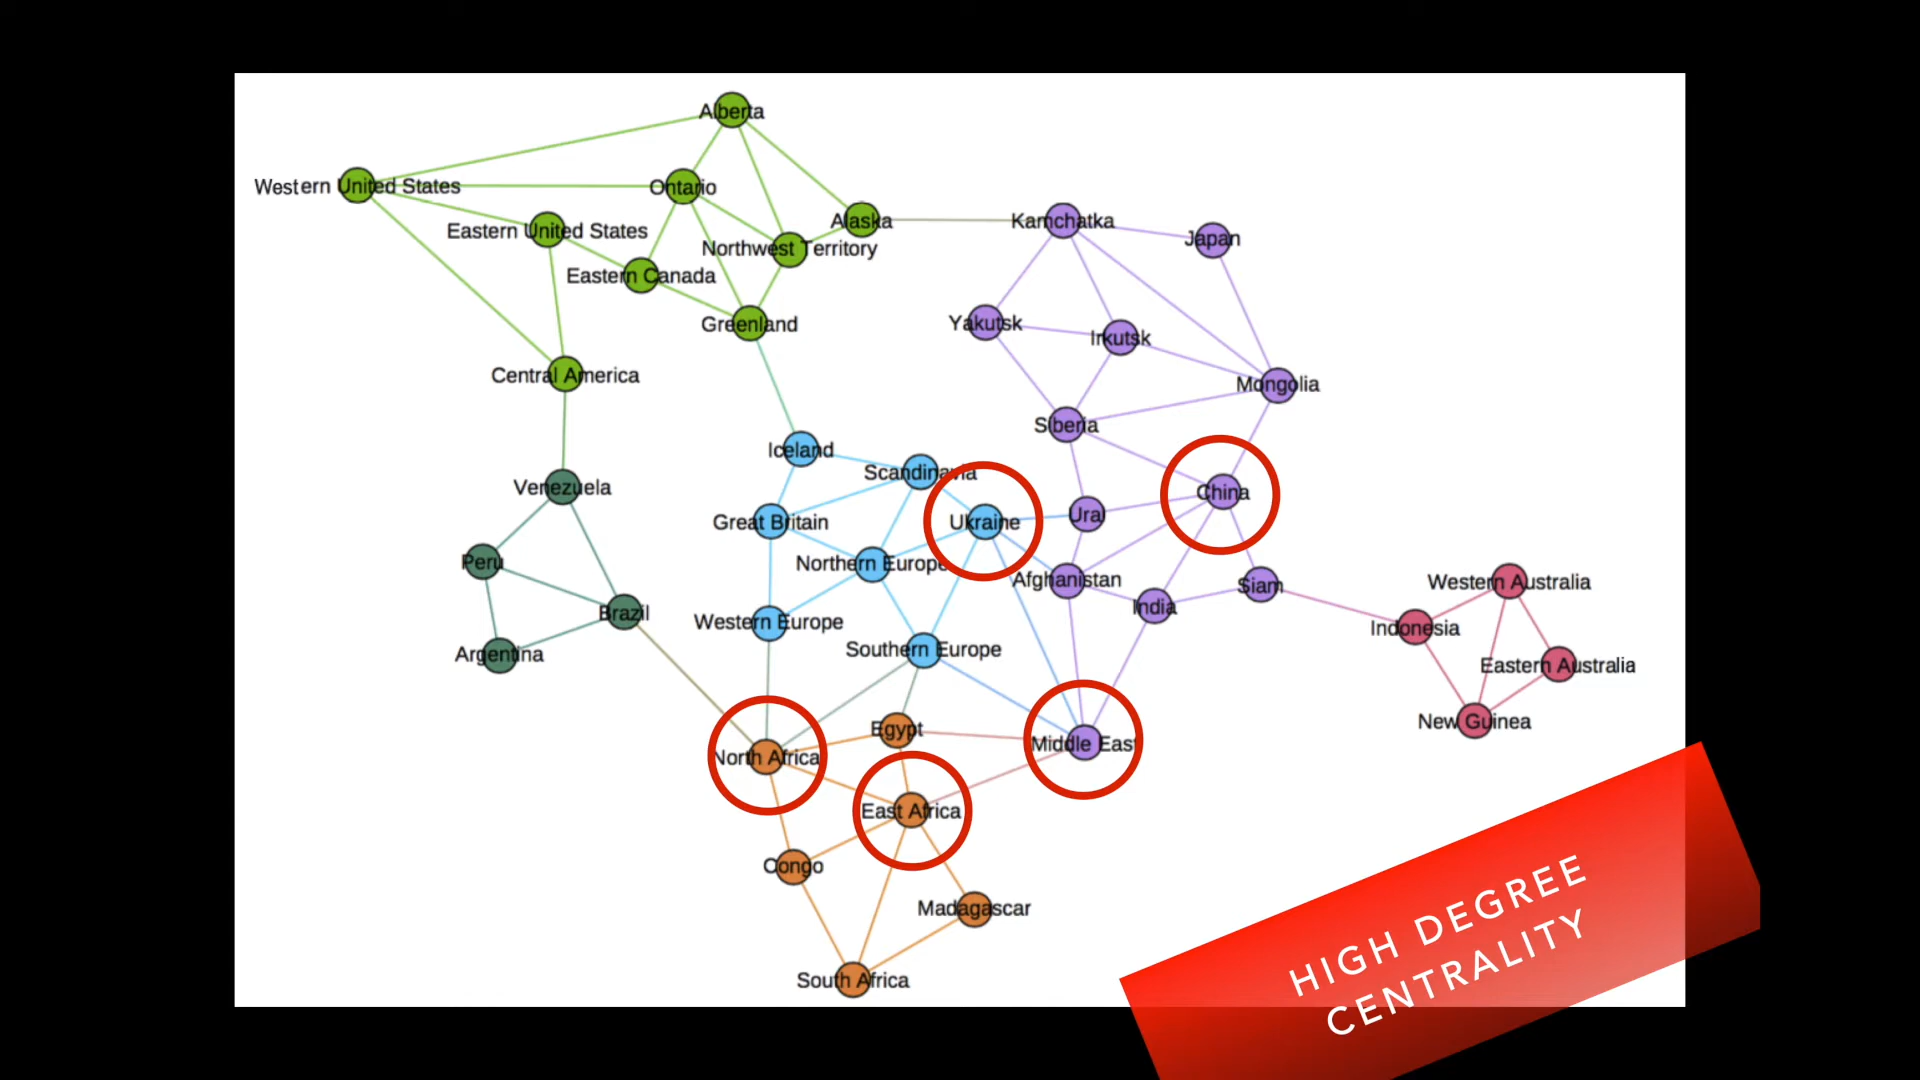 Alberta
Western United States
Ontario
Eastern United States
Alaska
Northwest Territory
Kamchatka
Japan
Eastern Canada
Greenland
Yakutsk
Irkutsk
Central America
Mongolia
Siberia
Iceland
Scandinavia
Venezuela
China
Great Britain
Ukraine
Ural
Northern Europe
Peru
Afghanistan
Siam
Western Australia
India
Brazil
Western Europe
Indonesia
Southern Europe
Argentina
Eastern Australia
Egypt
New Guinea
North Africa
Middle East
East Africa
Congo
Madagascar
South Africa
HIGH DEGREE
CENTRALITY